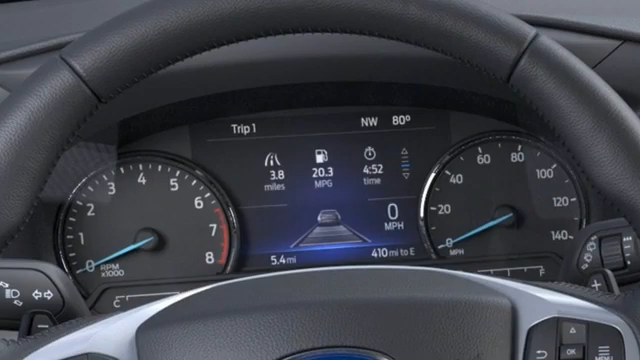 Trip 1 NW 80°
3.8 20.3 4:52
miles MPG time
0
MPH
5.4 mi 410 mi to E
0 1 2 3 4 5 6 7 8
RPM
x1000
0 20 40 60 80 100 120 140
MPH
C F
OK